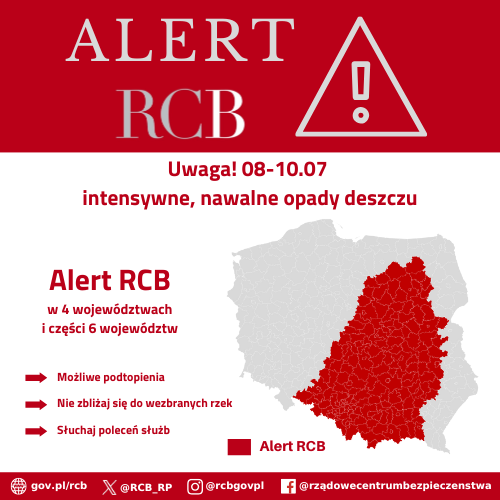 ALERT
RCB
!
Uwaga! 08-10.07
intensywne, nawalne opady deszczu
Alert RCB
w 4 województwach
i części 6 województw
Możliwe podtopienia
Nie zbliżaj się do wezbranych rzek
Słuchaj poleceń służb
Alert RCB
gov.pl/rcb @RCB_RP @rcbgovpl @rządowecentrumbezpieczenstwa